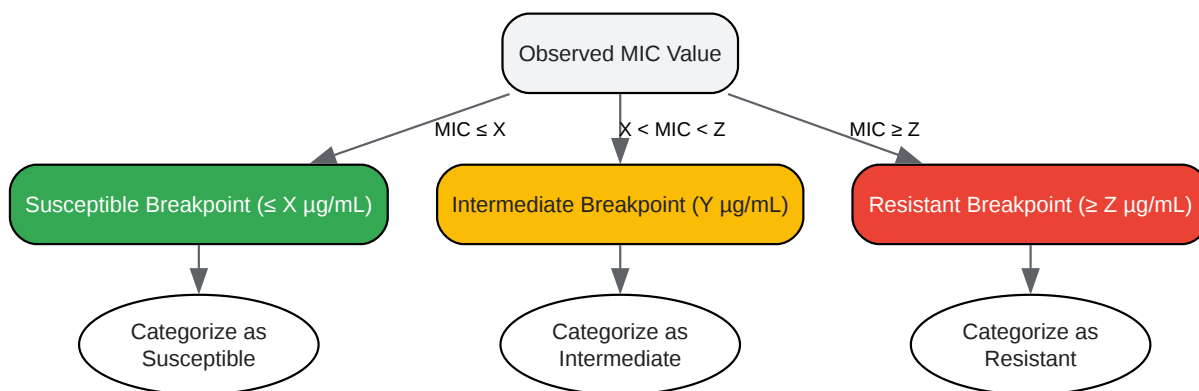 Observed MIC Value
MIC ≤ X
X < MIC < Z
MIC ≥ Z
Susceptible Breakpoint (≤ X µg/mL)
Intermediate Breakpoint (Y µg/mL)
Resistant Breakpoint (≥ Z µg/mL)
Categorize as
Susceptible
Categorize as
Intermediate
Categorize as
Resistant